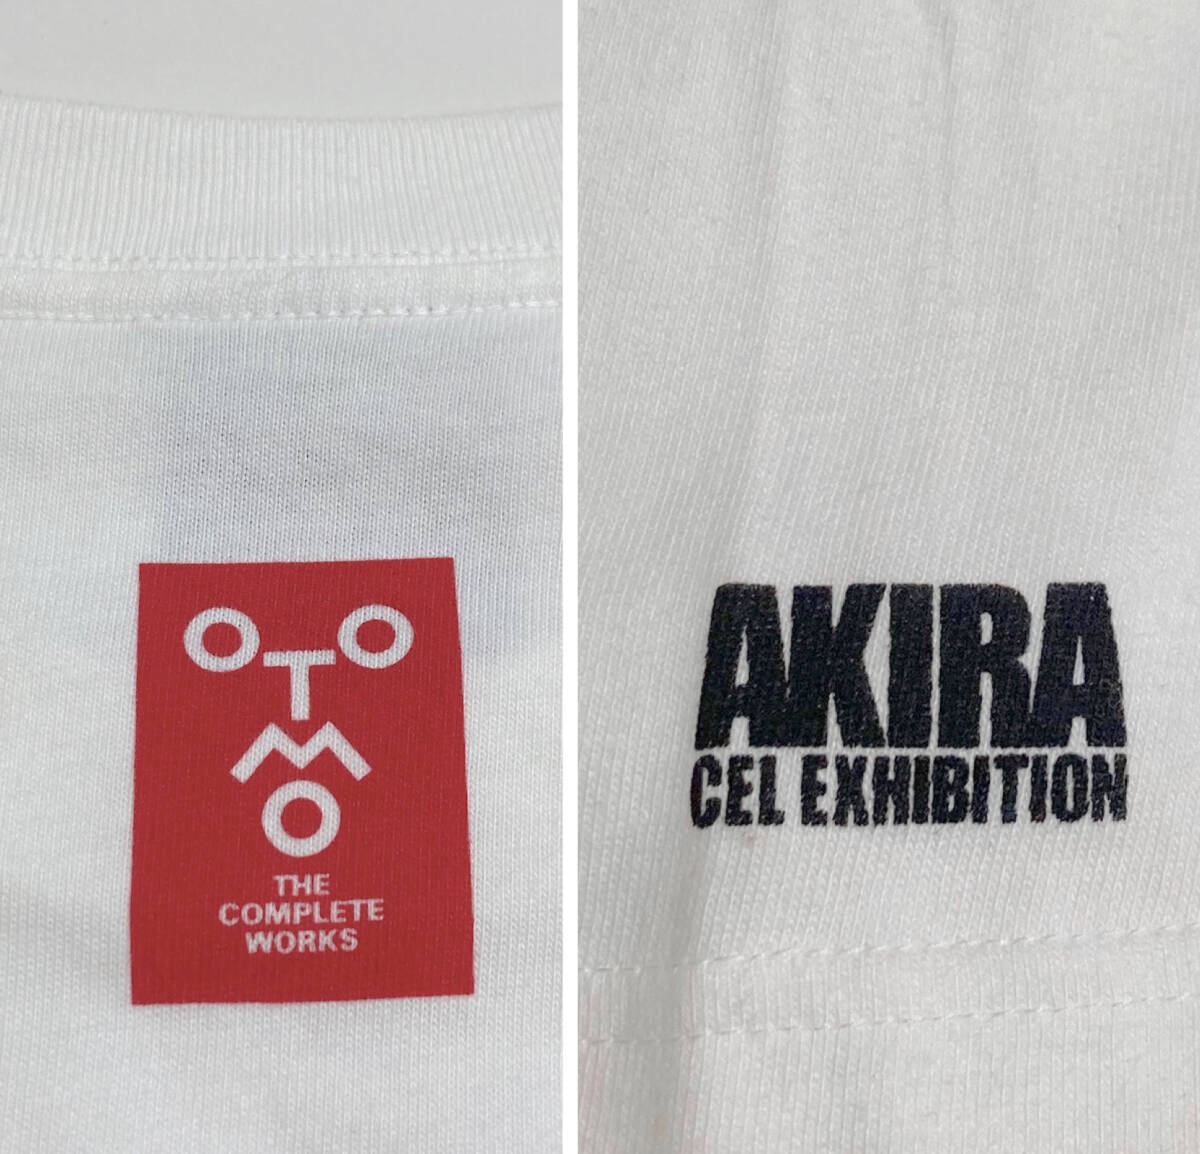 OTOMO
THE
COMPLETE
WORKS
AKIRA
CEL EXHIBITION